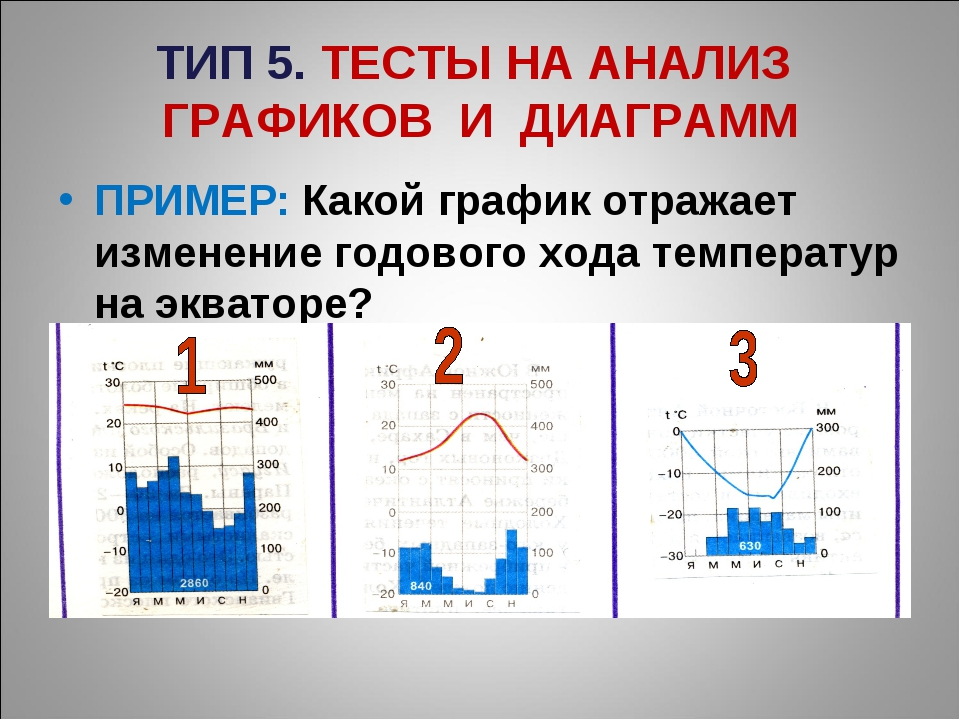 ТИП 5. ТЕСТЫ НА АНАЛИЗ
ГРАФИКОВ И ДИАГРАММ
• ПРИМЕР: Какой график отражает
изменение годового хода температур
на экваторе?
1
t °C мм
30 500
20 400
10 300
0 200
−10 100
−20 0
2860
Я М М И С Н
2
t °C мм
30 500
20 400
10 300
0 200
−10 100
−20 0
840
Я М М И С Н
3
t °C мм
0 300
−10 200
−20 100
−30 0
630
Я М М И С Н